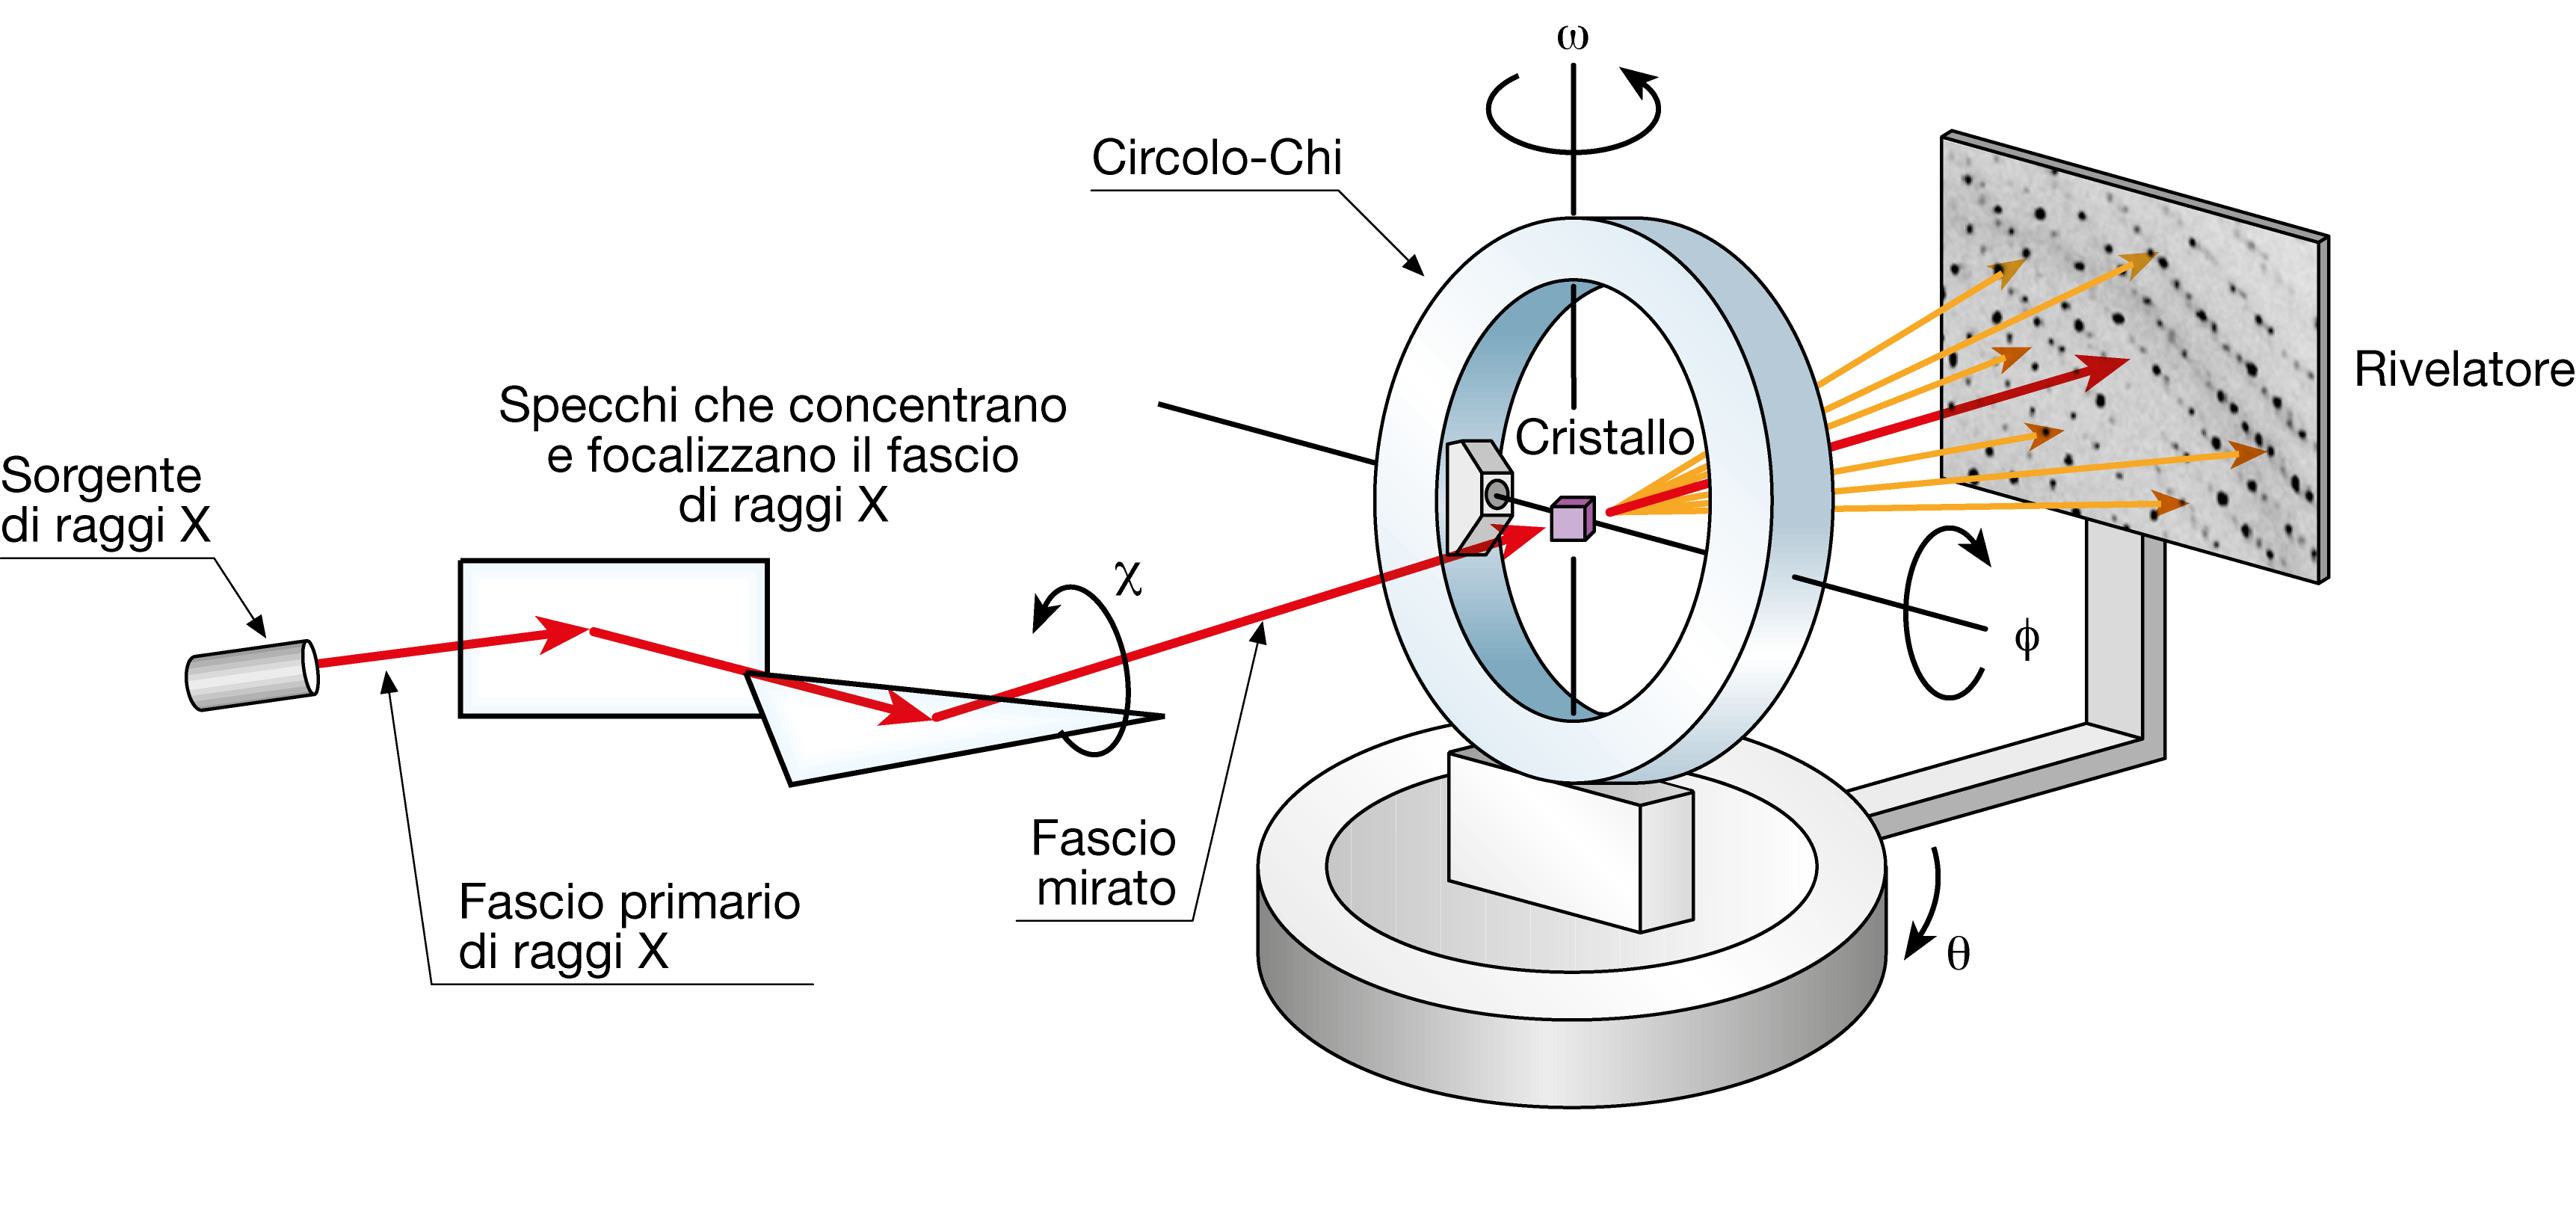 ω
Circolo-Chi
Rivelatore
Specchi che concentrano
e focalizzano il fascio
di raggi X
Cristallo
Sorgente
di raggi X
χ
ϕ
Fascio
mirato
Fascio primario
di raggi X
θ